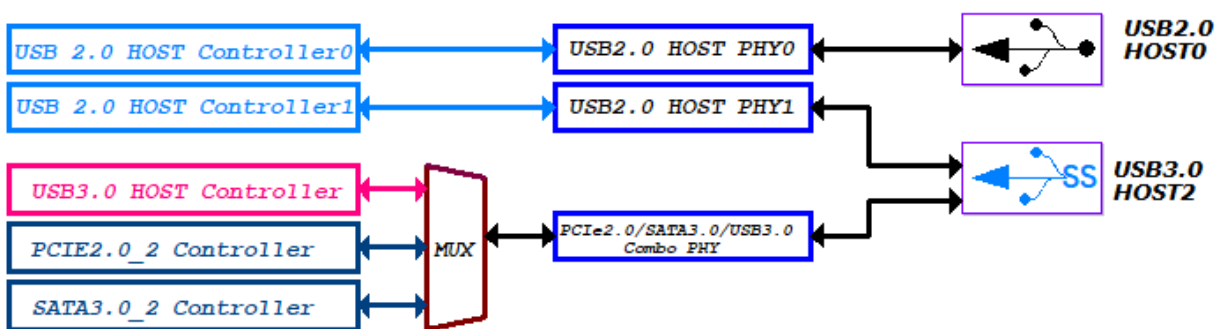 USB 2.0 HOST Controller0
USB2.0 HOST PHY0
USB2.0
HOST0
USB 2.0 HOST Controller1
USB2.0 HOST PHY1
USB3.0 HOST Controller
SS
USB3.0
HOST2
PCIE2.0_2 Controller
MUX
PCIe2.0/SATA3.0/USB3.0
Combo PHY
SATA3.0_2 Controller